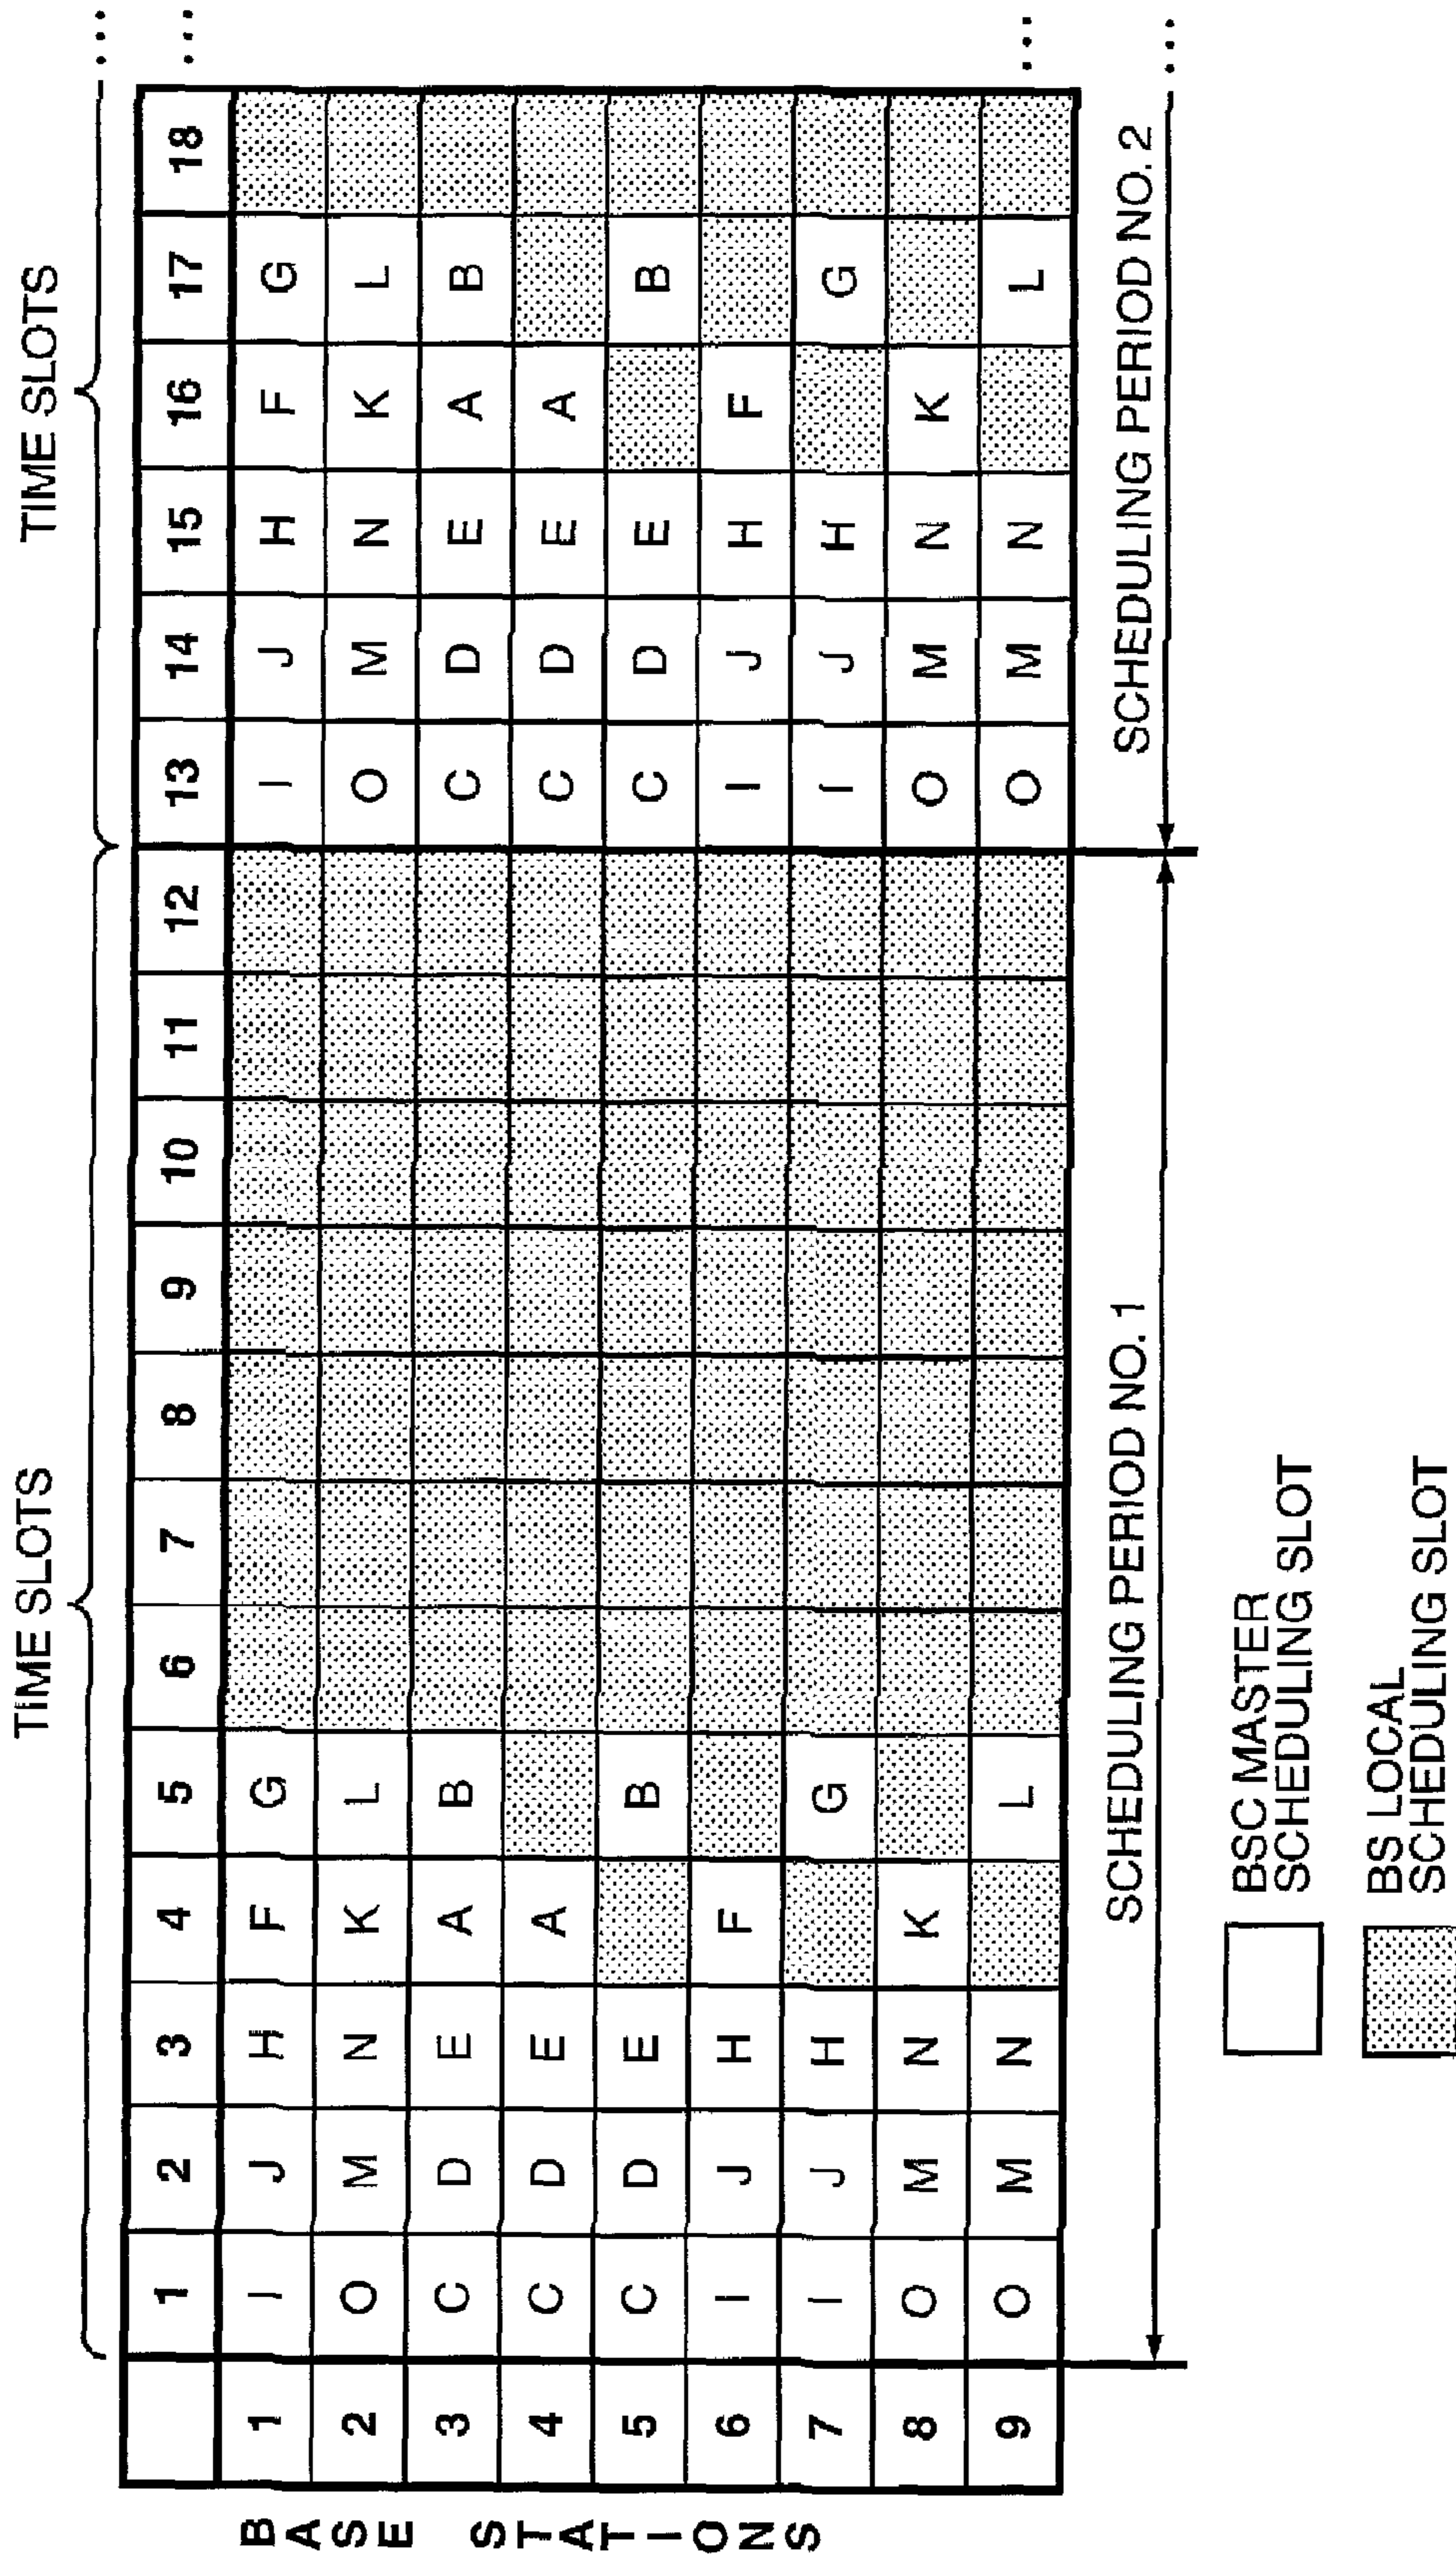 TIME SLOTS TIME SLOTS
1 2 3 4 5 6 7 8 9 10 11 12 13 14 15 16 17 18 ...
1 I J H F G I J H F G
2 O M N K L O M N K L
3 C D E A B C D E A B
4 C D E A C D E A
5 C D E B C D E B
6 I J H F I J H F
7 I J H G I J H G
8 O M N K O M N K
9 O M N L O M N L ...
BASE STATIONS
SCHEDULING PERIOD NO. 1 SCHEDULING PERIOD NO. 2 ...
BSC MASTER
SCHEDULING SLOT
BS LOCAL
SCHEDULING SLOT